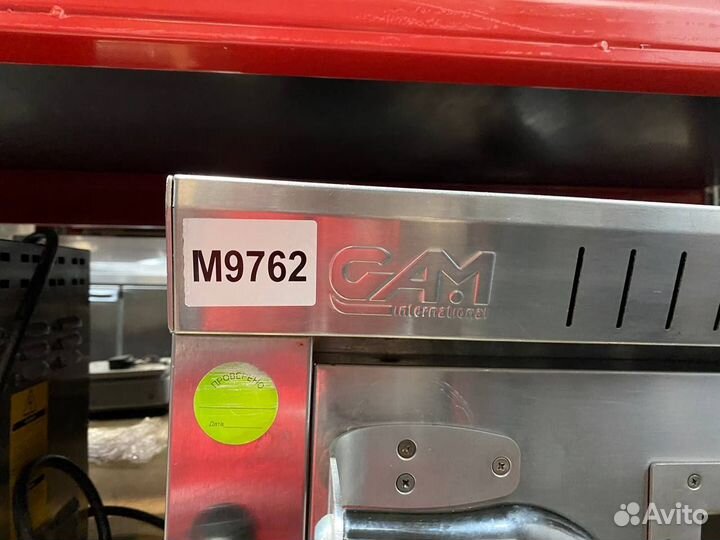 M9762
GAM
international
ПРОВЕРЕНО
Дата
Avito